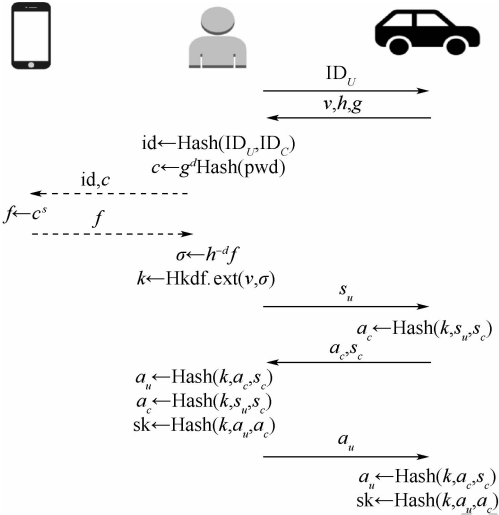 ID_U
v,h,g
id←Hash(ID_U,ID_C)
c←g^dHash(pwd)
id,c
f←c^s
f
σ←h^{-d}f
k←Hkdf.ext(v,σ)
s_u
a_c←Hash(k,s_u,s_c)
a_c,s_c
a_u←Hash(k,a_c,s_c)
a_c←Hash(k,s_u,s_c)
sk←Hash(k,a_u,a_c)
a_u
a_u←Hash(k,a_c,s_c)
sk←Hash(k,a_u,a_c)